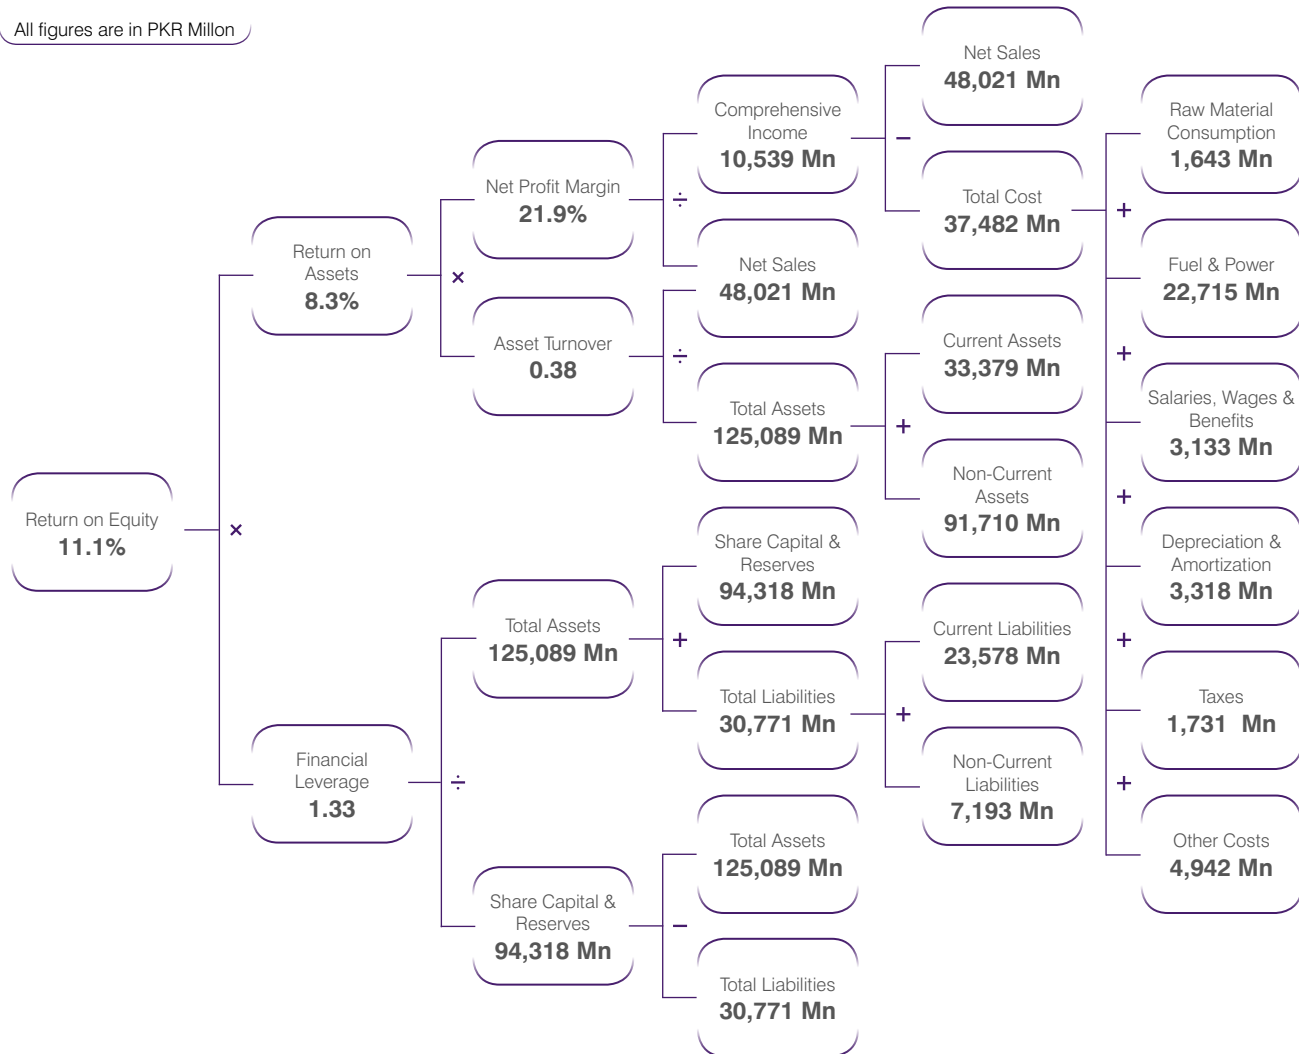 All figures are in PKR Millon
Return on Equity
11.1%
×
Return on
Assets
8.3%
×
Financial
Leverage
1.33
÷
Net Profit Margin
21.9%
÷
Asset Turnover
0.38
÷
Total Assets
125,089 Mn
+
Share Capital &
Reserves
94,318 Mn
−
Comprehensive
Income
10,539 Mn
−
Net Sales
48,021 Mn
Total Assets
125,089 Mn
+
Share Capital &
Reserves
94,318 Mn
Total Liabilities
30,771 Mn
+
Total Assets
125,089 Mn
Total Liabilities
30,771 Mn
Net Sales
48,021 Mn
Total Cost
37,482 Mn
Current Assets
33,379 Mn
Non-Current
Assets
91,710 Mn
Current Liabilities
23,578 Mn
Non-Current
Liabilities
7,193 Mn
Raw Material
Consumption
1,643 Mn
+
Fuel & Power
22,715 Mn
+
Salaries, Wages &
Benefits
3,133 Mn
+
Depreciation &
Amortization
3,318 Mn
+
Taxes
1,731 Mn
+
Other Costs
4,942 Mn